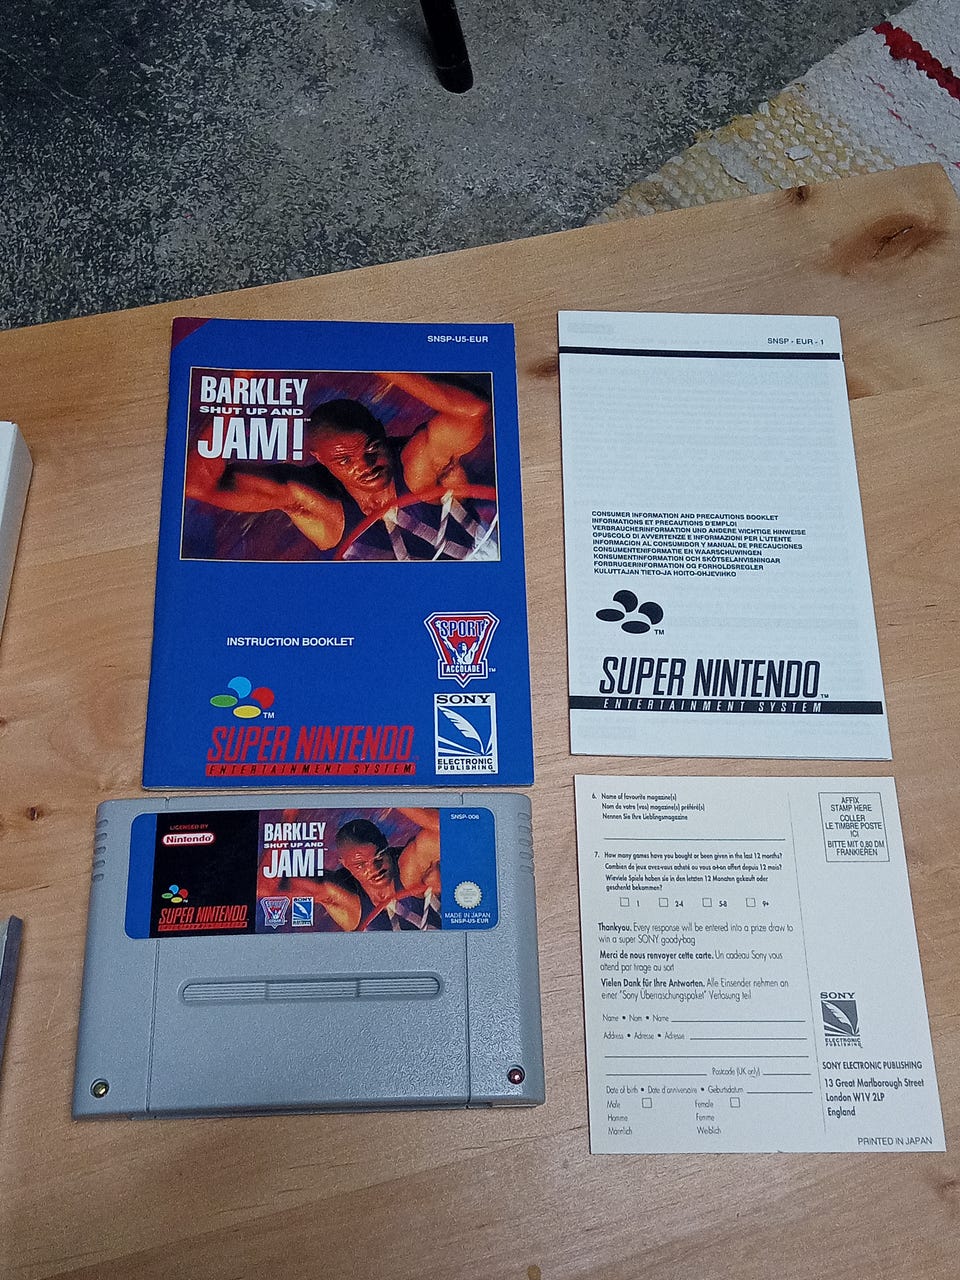 SNSP-U5-EUR
BARKLEY
SHUT UP AND
JAM!
INSTRUCTION BOOKLET
SPORT
ACCOLADE
TM
TM
SUPER NINTENDO
ENTERTAINMENT SYSTEM
SONY
ELECTRONIC
PUBLISHING
SNSP - EUR - 1
CONSUMER INFORMATION AND PRECAUTIONS BOOKLET
INFORMATIONS ET PRECAUTIONS D'EMPLOI
VERBRAUCHERINFORMATION UND ANDERE WICHTIGE HINWEISE
OPUSCOLO DI AVVERTENZE E INFORMAZIONI PER L'UTENTE
INFORMACION AL CONSUMIDOR Y MANUAL DE PRECAUCIONES
CONSUMENTENINFORMATIE EN WAARSCHUWINGEN
KONSUMENTINFORMATION OCH SKÖTSELANVISNINGAR
FORBRUGERINFORMATION OG FORHOLDSREGLER
KULUTTAJAN TIETO-JA HOITO-OHJEVIHKO
TM
SUPER NINTENDO
TM
ENTERTAINMENT SYSTEM
LICENSED BY
Nintendo
SUPER NINTENDO
ENTERTAINMENT SYSTEM
BARKLEY
SHUT UP AND
JAM!
SPORT
SONY
SNSP-006
MADE IN JAPAN
SNSP-U5-EUR
6. Name of favourite magazine(s)
Nom de votre (vos) magazine(s) préféré(s)
Nennen Sie Ihre Lieblingsmagazine
7. How many games have you bought or been given in the last 12 months?
Combien de jeux avez-vous acheté ou vous a-t-on offert depuis 12 mois?
Wieviele Spiele haben sie in den letzten 12 Monaten gekauft oder
geschenkt bekommen?
1 2-4 5-8 9+
Thankyou. Every response will be entered into a prize draw to
win a super SONY goodybag
Merci de nous renvoyer cette carte. Un cadeau Sony vous
attend par tirage au sort
Vielen Dank für Ihre Antworten. Alle Einsender nehmen an
einer "Sony Überraschungspaket" Verlosung teil
Name • Nom • Name
Address • Adresse • Adresse
Postcode (UK only)
Date of birth • Date d'anniversaire • Geburtsdatum
Male Female
Homme Femme
Männlich Weiblich
AFFIX
STAMP HERE
COLLER
LE TIMBRE POSTE
ICI
BITTE MIT 0,80 DM
FRANKIEREN
SONY
ELECTRONIC
PUBLISHING
SONY ELECTRONIC PUBLISHING
13 Great Marlborough Street
London W1V 2LP
England
PRINTED IN JAPAN